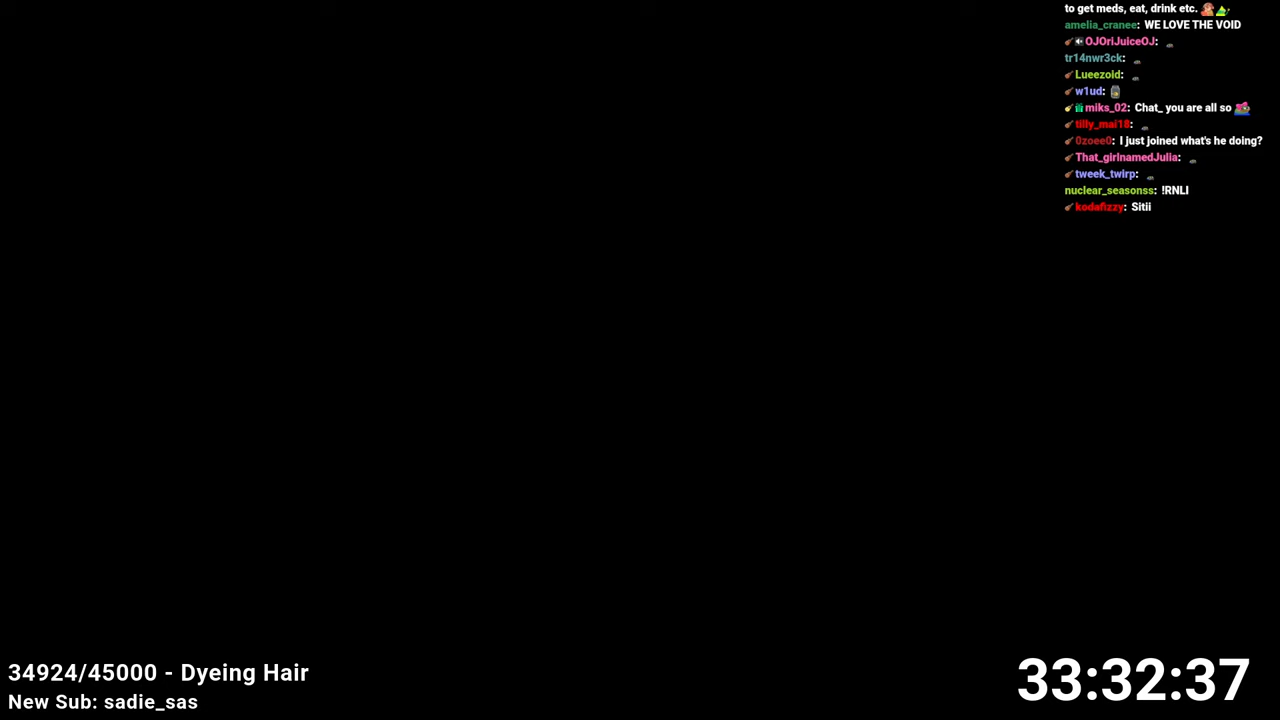 to get meds, eat, drink etc.
amelia_cranee: WE LOVE THE VOID
OJOriJuiceOJ:
tr14nwr3ck:
Lueezoid:
w1ud:
miks_02: Chat_ you are all so
tilly_mai18:
0zoee0: I just joined what's he doing?
That_girlnamedJulia:
tweek_twirp:
nuclear_seasonss: !RNLI
kodafizzy: Sitii
34924/45000 - Dyeing Hair
New Sub: sadie_sas
33:32:37